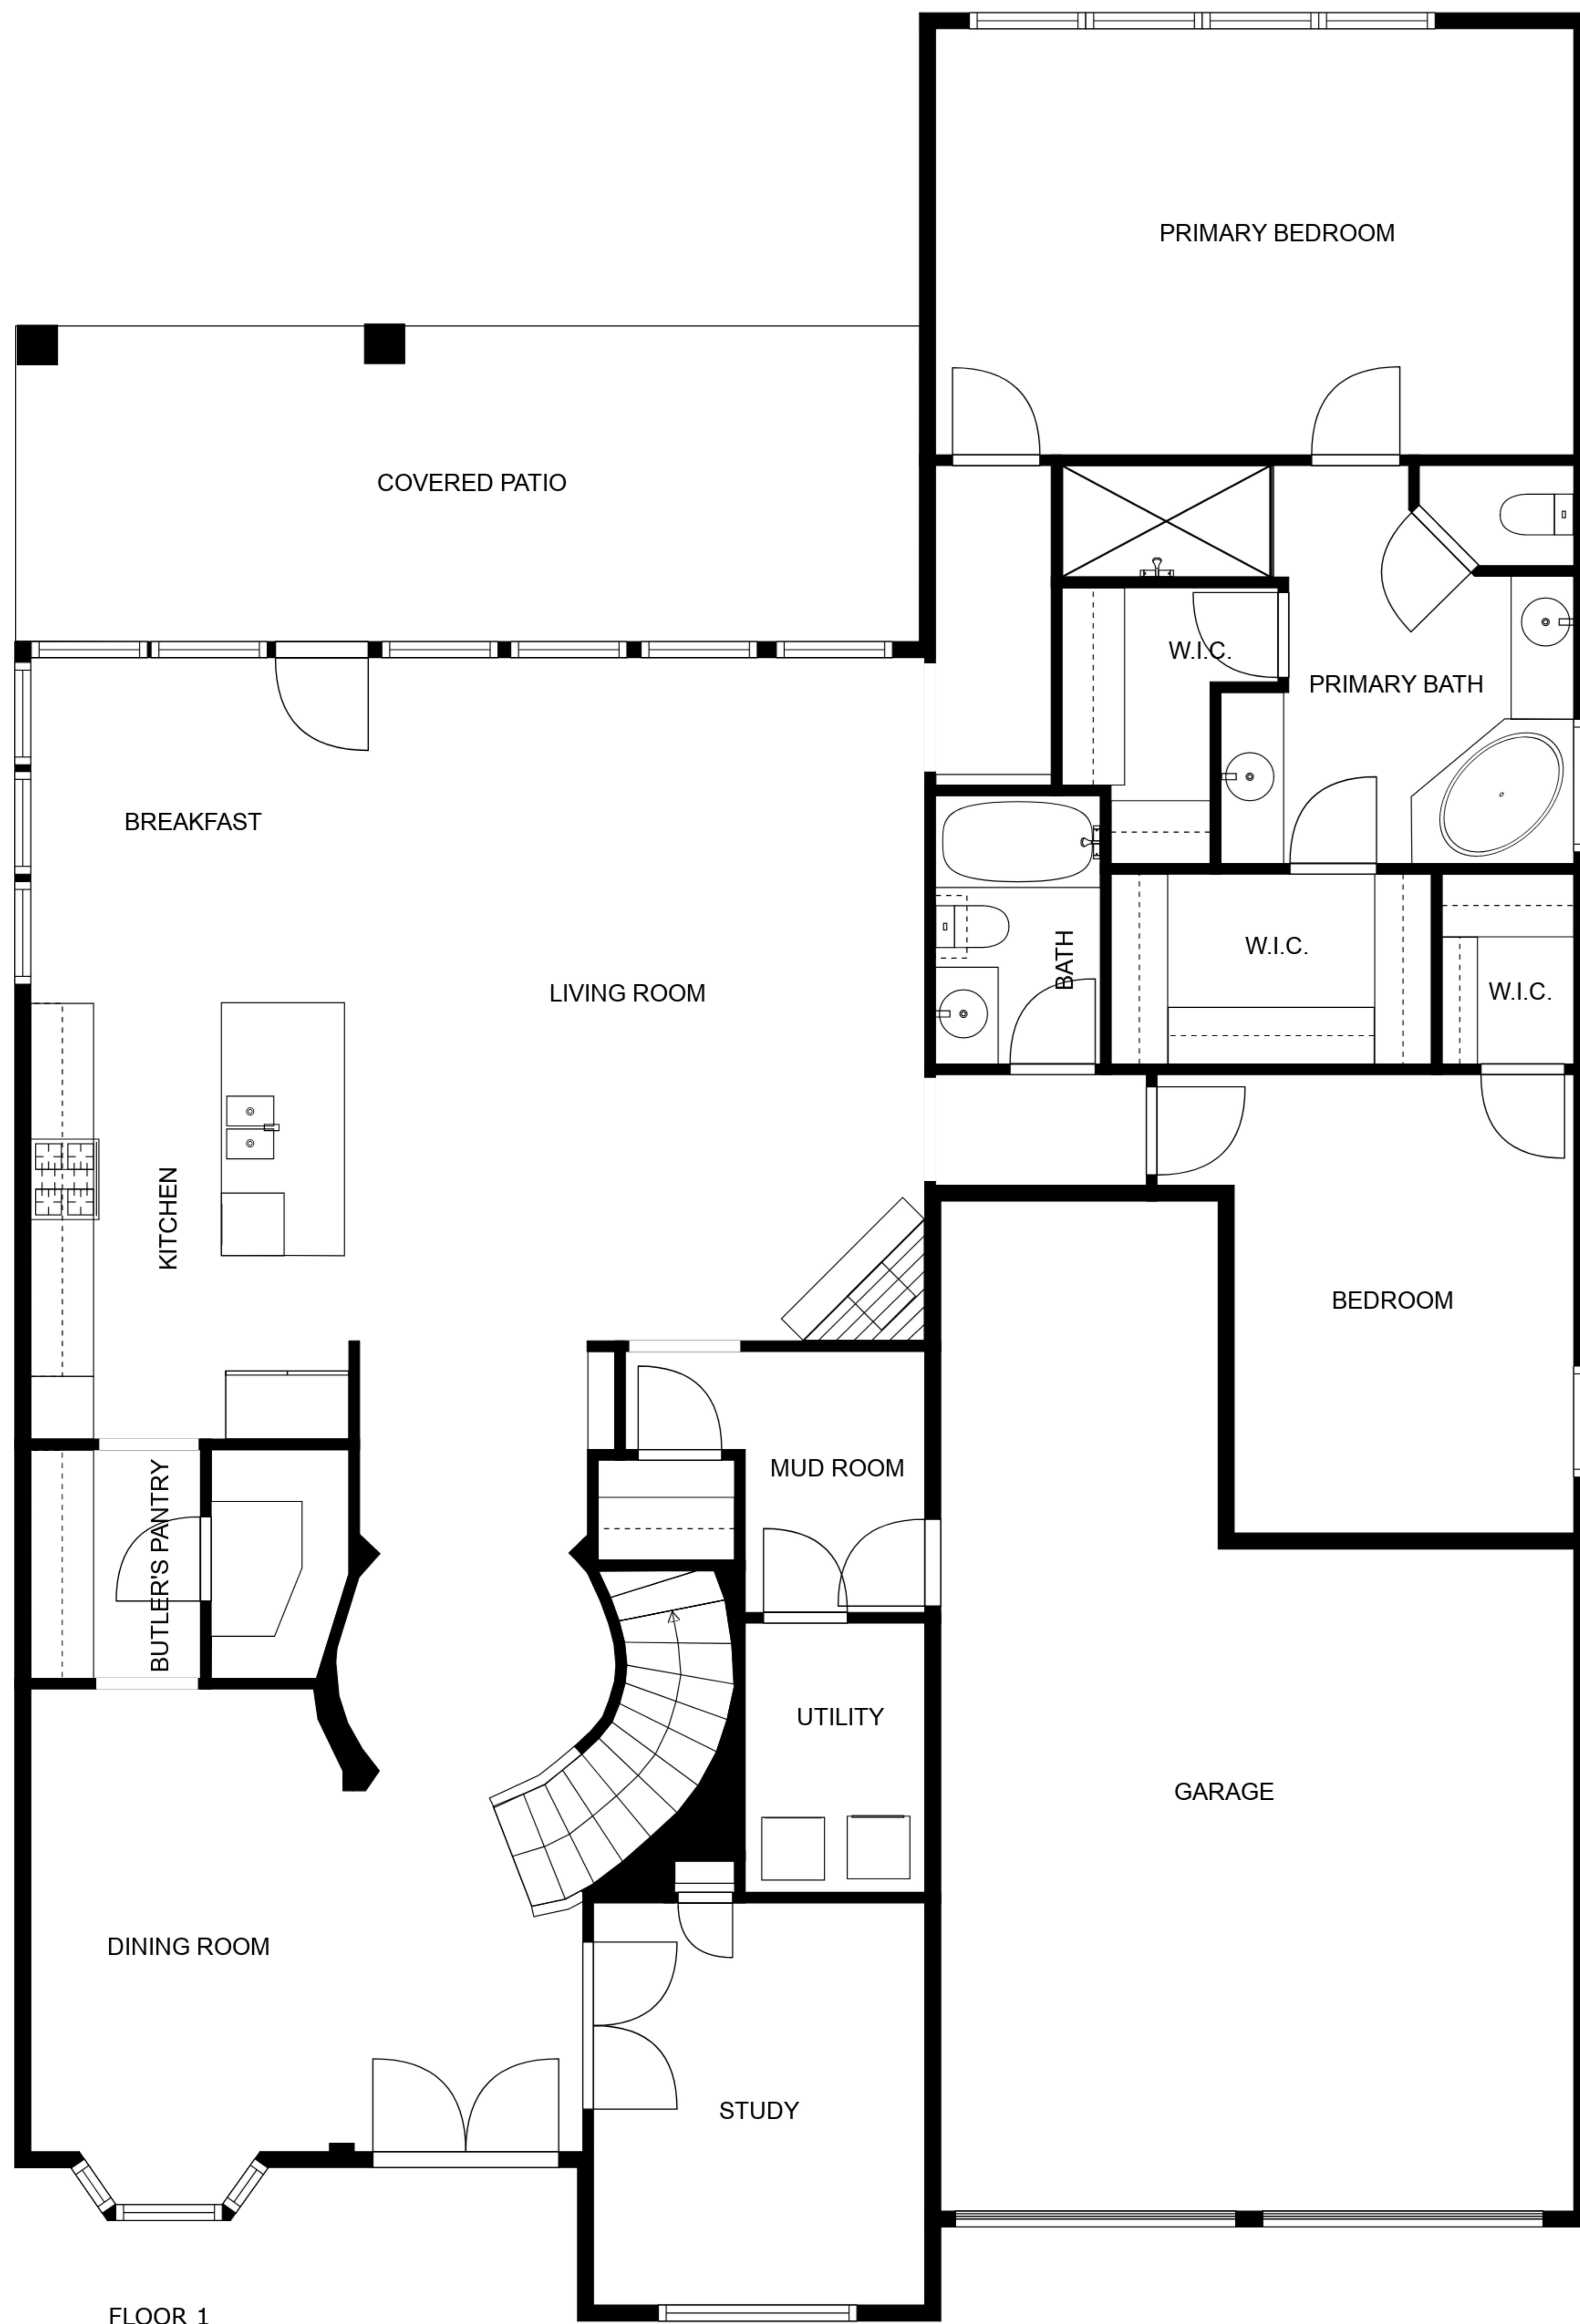 PRIMARY BEDROOM
COVERED PATIO
W.I.C.
PRIMARY BATH
BREAKFAST
BATH
W.I.C.
W.I.C.
LIVING ROOM
KITCHEN
BEDROOM
MUD ROOM
BUTLER'S PANTRY
UTILITY
GARAGE
DINING ROOM
STUDY
FLOOR 1